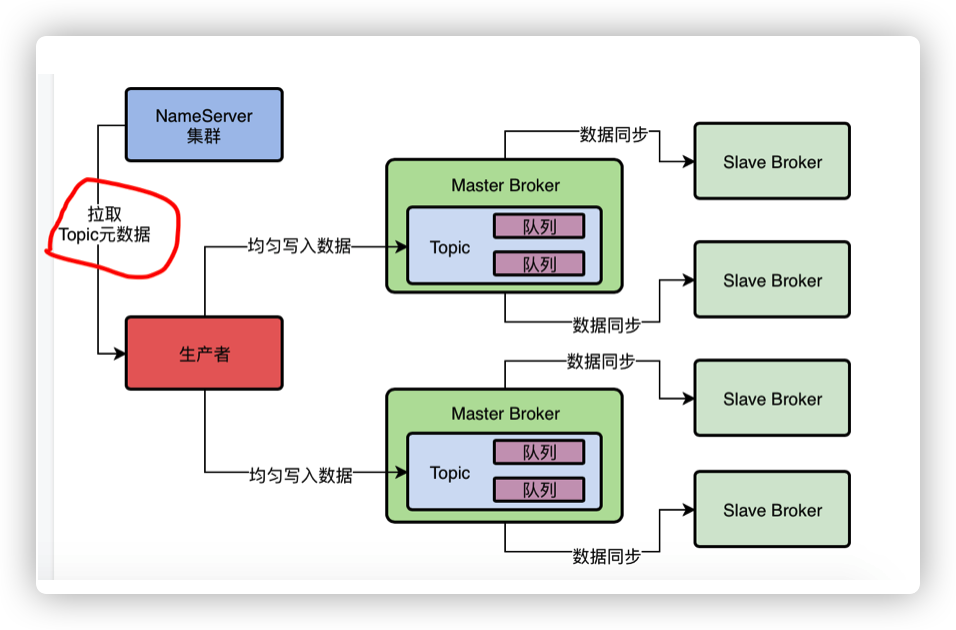 NameServer
集群
拉取
Topic元数据
生产者
均匀写入数据
均匀写入数据
Master Broker
Topic
队列
队列
Master Broker
Topic
队列
队列
数据同步
数据同步
数据同步
数据同步
Slave Broker
Slave Broker
Slave Broker
Slave Broker